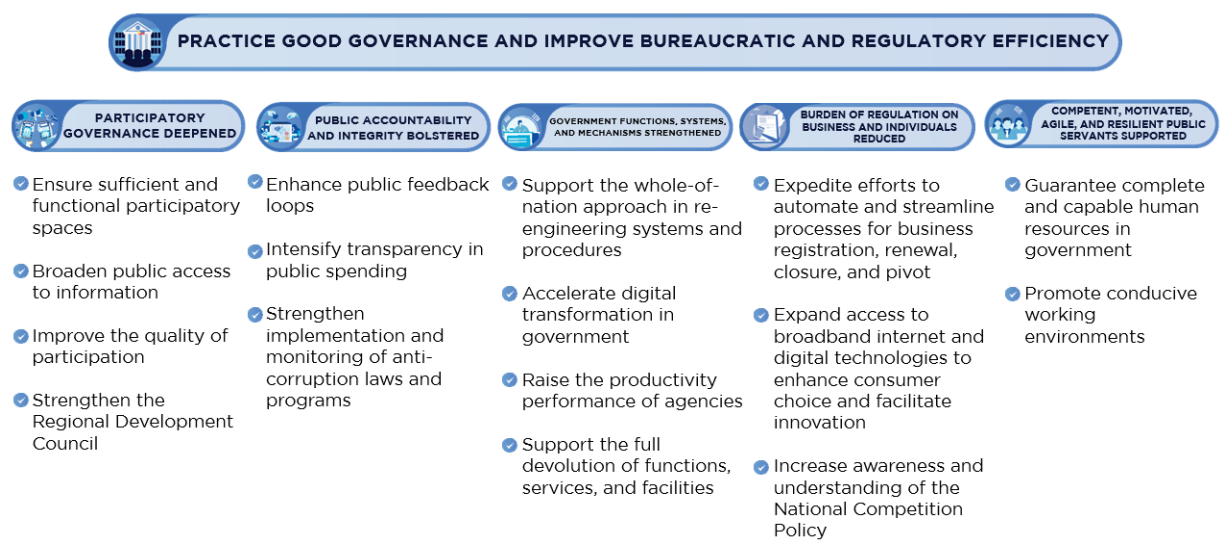 PRACTICE GOOD GOVERNANCE AND IMPROVE BUREAUCRATIC AND REGULATORY EFFICIENCY
PARTICIPATORY
GOVERNANCE DEEPENED
Ensure sufficient and
functional participatory
spaces
Broaden public access
to information
Improve the quality of
participation
Strengthen the
Regional Development
Council
PUBLIC ACCOUNTABILITY
AND INTEGRITY BOLSTERED
Enhance public feedback
loops
Intensify transparency in
public spending
Strengthen
implementation and
monitoring of anti-
corruption laws and
programs
GOVERNMENT FUNCTIONS, SYSTEMS,
AND MECHANISMS STRENGTHENED
Support the whole-of-
nation approach in re-
engineering systems and
procedures
Accelerate digital
transformation in
government
Raise the productivity
performance of agencies
Support the full
devolution of functions,
services, and facilities
BURDEN OF REGULATION ON
BUSINESS AND INDIVIDUALS
REDUCED
Expedite efforts to
automate and streamline
processes for business
registration, renewal,
closure, and pivot
Expand access to
broadband internet and
digital technologies to
enhance consumer
choice and facilitate
innovation
Increase awareness and
understanding of the
National Competition
Policy
COMPETENT, MOTIVATED,
AGILE, AND RESILIENT PUBLIC
SERVANTS SUPPORTED
Guarantee complete
and capable human
resources in
government
Promote conducive
working
environments